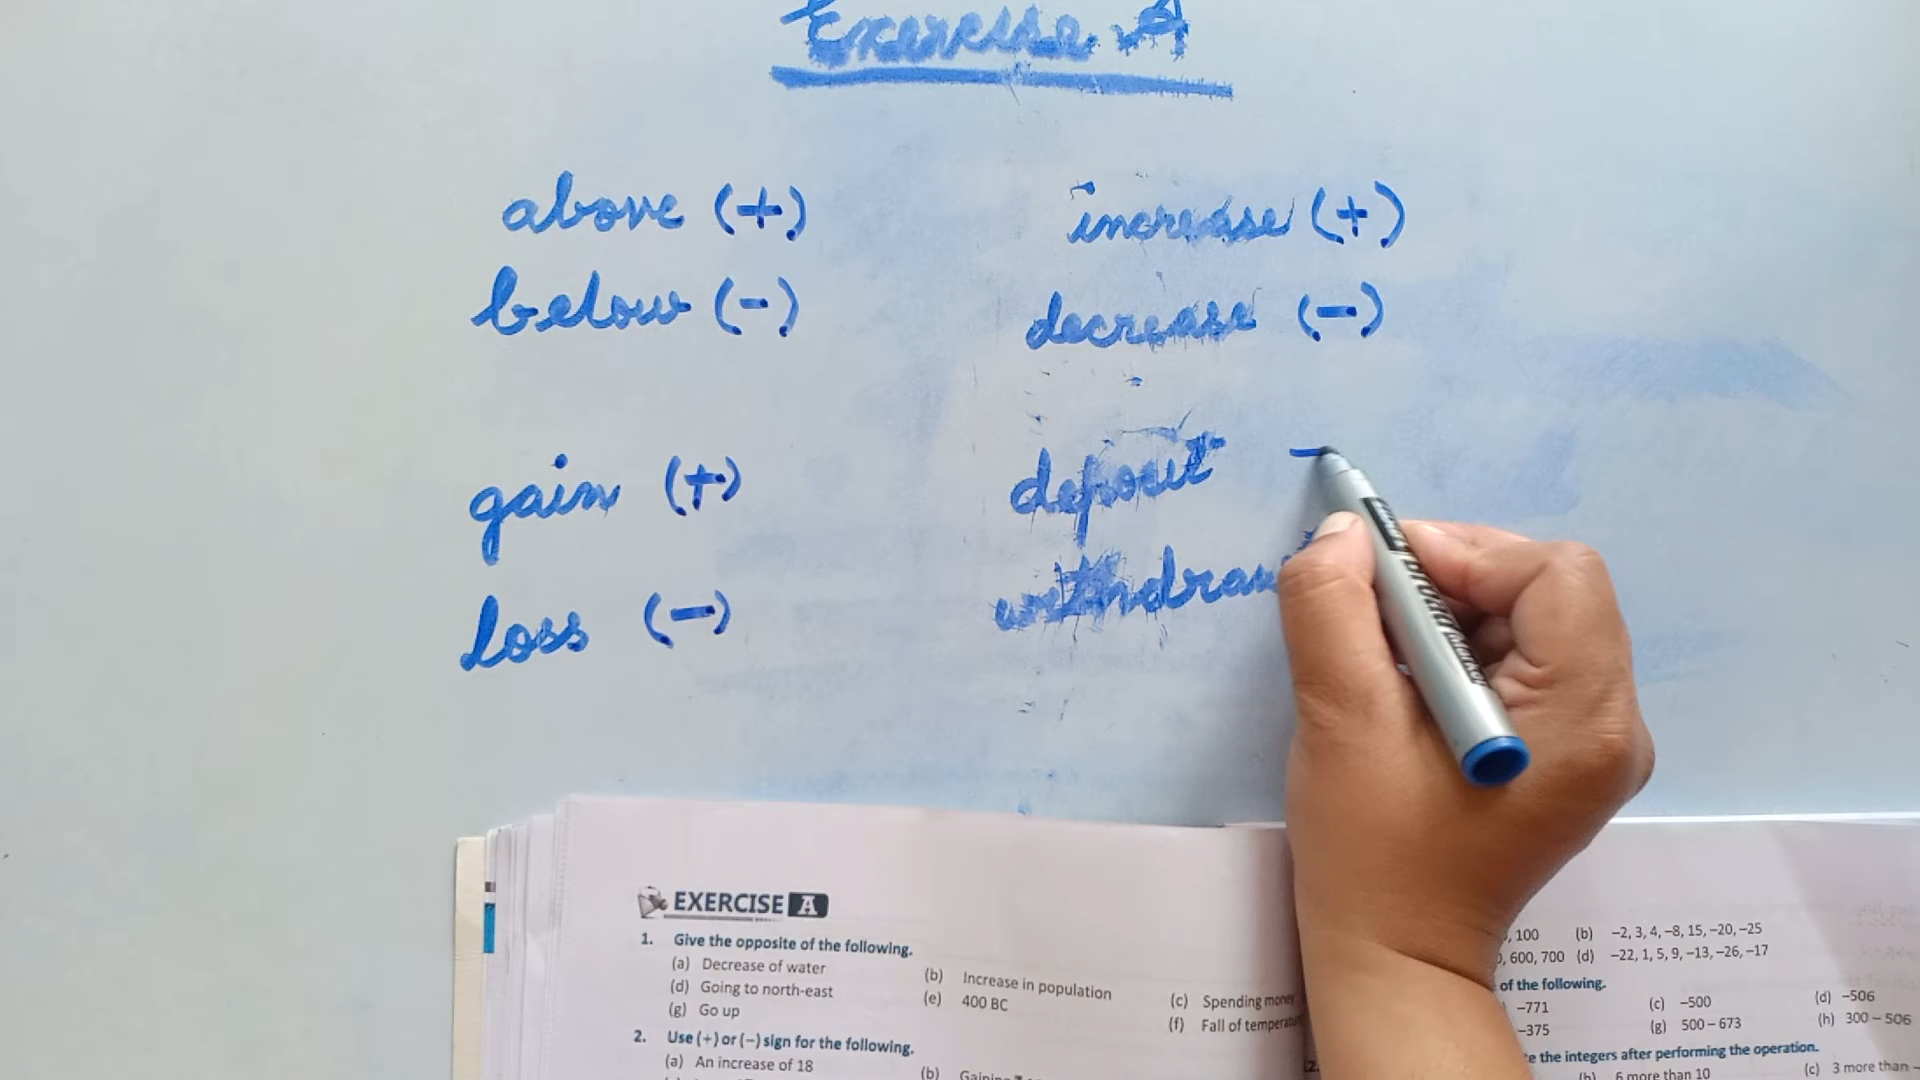 Exercise A
above (+)
below (-)
gain (+)
loss (-)
increase (+)
decrease (-)
deposit -
EXERCISE A
1. Give the opposite of the following.
(a) Decrease of water
(b) Increase in population
(c) Spending money
(d) Going to north-east
(e) 400 BC
(f) Fall of temperature
(g) Go up
2. Use (+) or (−) sign for the following.
(a) An increase of 18
(b)
, 100 (b) −2, 3, 4, −8, 15, −20, −25
, 600, 700 (d) −22, 1, 5, 9, −13, −26, −17
of the following.
−771 (c) −500 (d) −506
−375 (g) 500 − 673 (h) 300 − 506
the integers after performing the operation.
(b) 6 more than 10 (c) 3 more than −